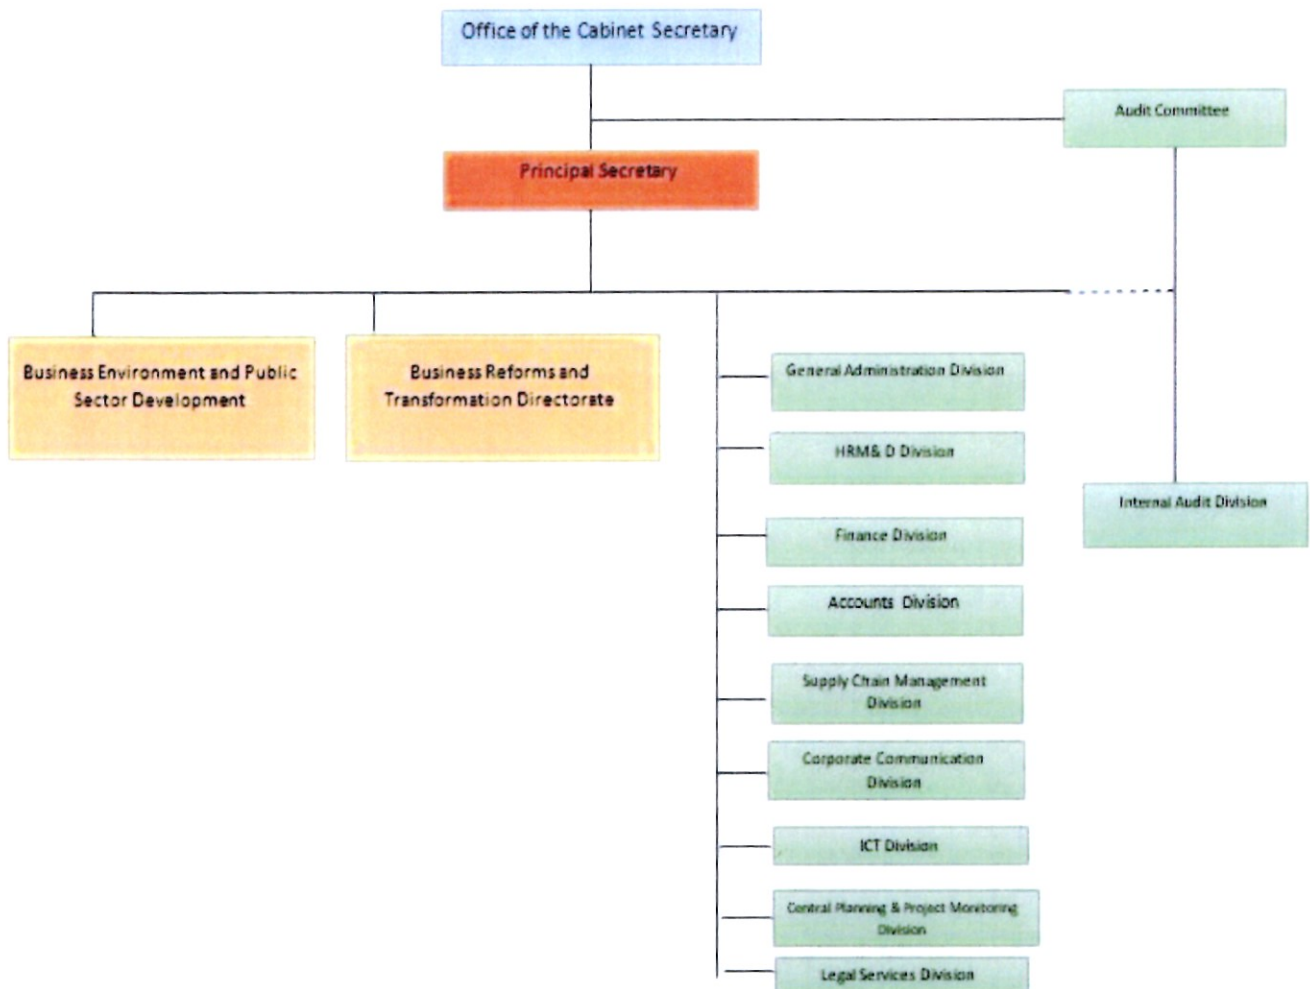 Office of the Cabinet Secretary
Audit Committee
Principal Secretary
Business Environment and Public
Sector Development
Business Reforms and
Transformation Directorate
General Administration Division
HRM& D Division
Finance Division
Accounts Division
Supply Chain Management
Division
Corporate Communication
Division
ICT Division
Central Planning & Project Monitoring
Division
Legal Services Division
Internal Audit Division